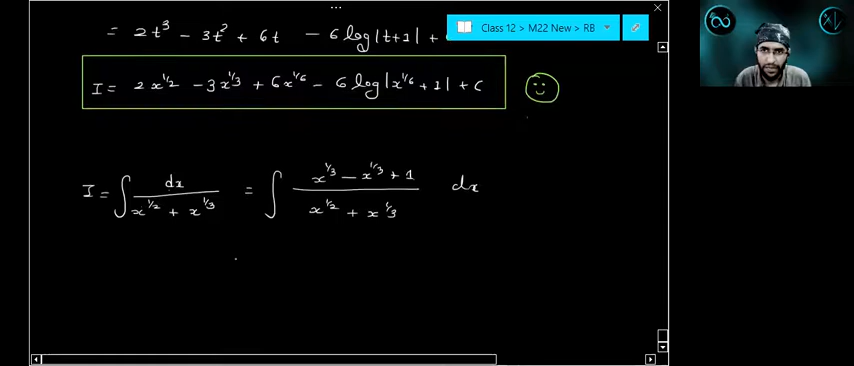 = 2t³ - 3t² + 6t - 6 log|t+1| +
Class 12 > M22 New > RB
I = 2x^{1/2} - 3x^{1/3} + 6x^{1/6} - 6 log|x^{1/6} + 1| + C
I = ∫ dx / (x^{1/2} + x^{1/3}) = ∫ (x^{1/3} - x^{1/3} + 1) / (x^{1/2} + x^{1/3}) dx